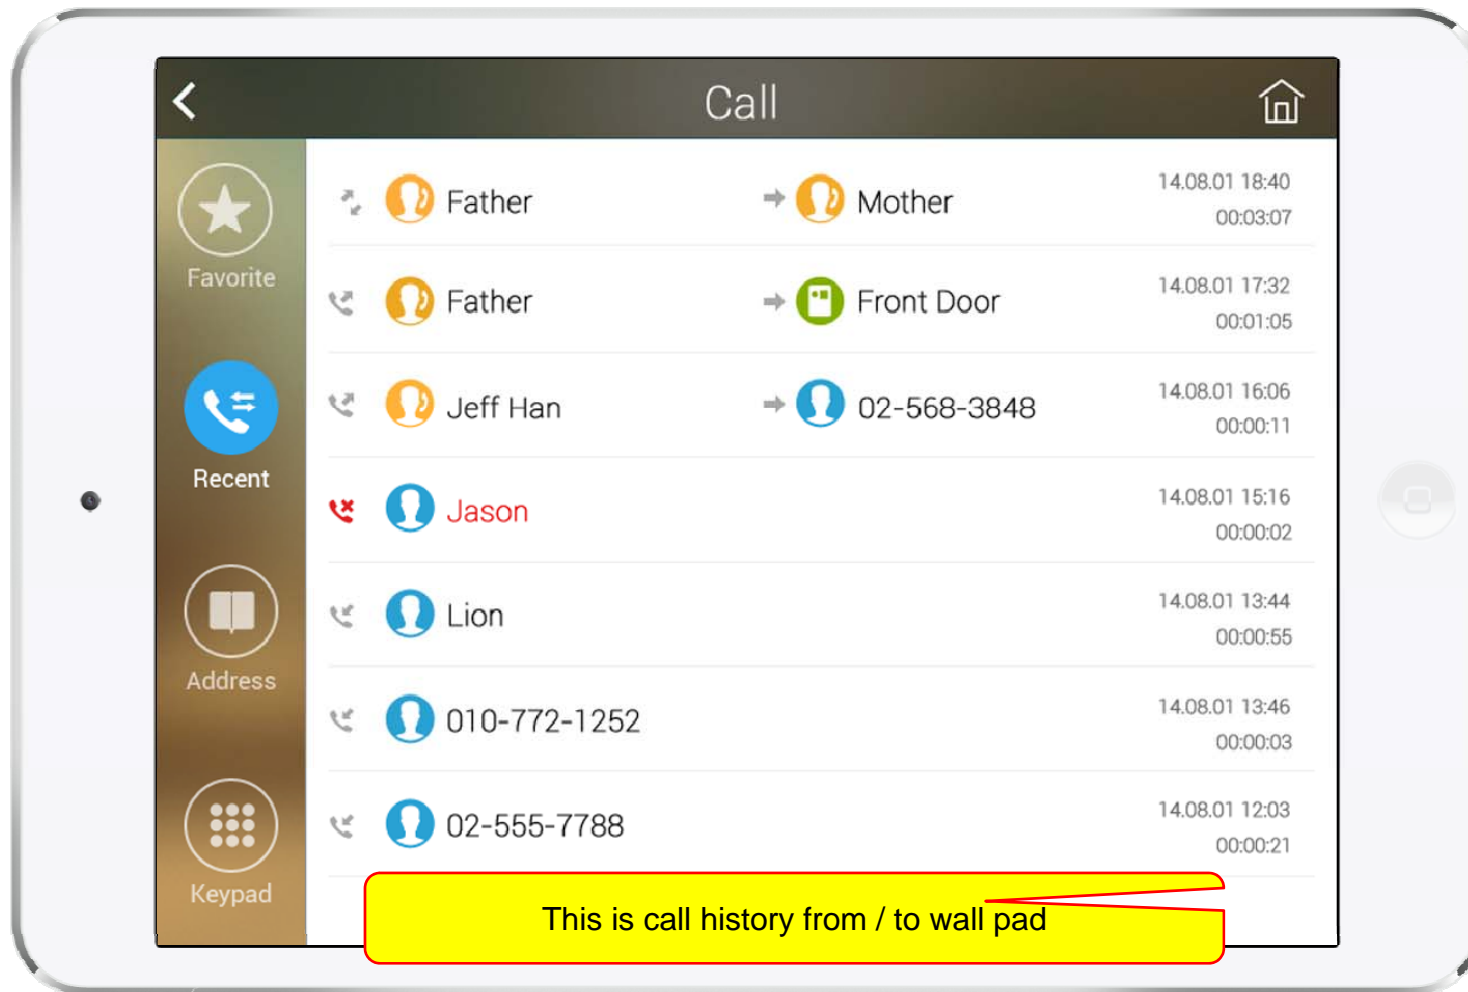 Call
Favorite
Recent
Address
Keypad
Father
Mother
14.08.01 18:40
00:03:07
Father
Front Door
14.08.01 17:32
00:01:05
Jeff Han
02-568-3848
14.08.01 16:06
00:00:11
Jason
14.08.01 15:16
00:00:02
Lion
14.08.01 13:44
00:00:55
010-772-1252
14.08.01 13:46
00:00:03
02-555-7788
14.08.01 12:03
00:00:21
This is call history from / to wall pad